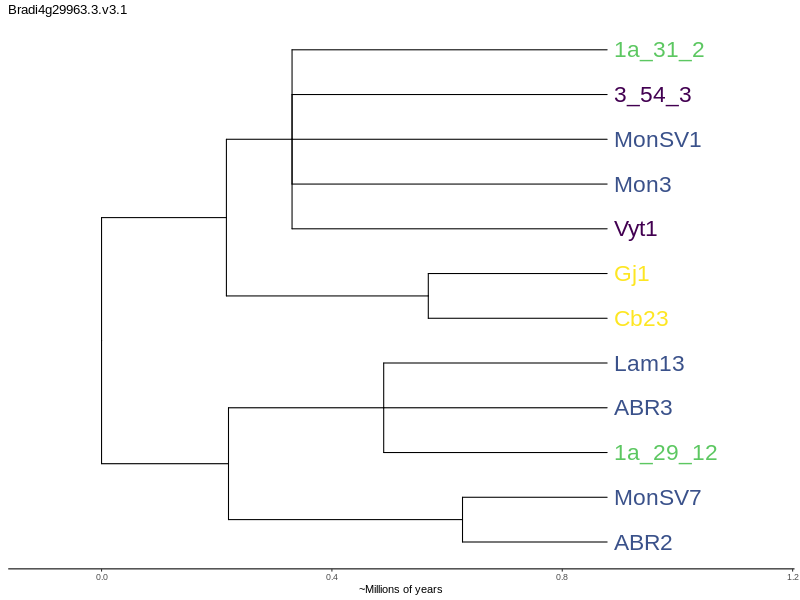 Bradi4g29963.3.v3.1
1a_31_2
3_54_3
MonSV1
Mon3
Vyt1
Gj1
Cb23
Lam13
ABR3
1a_29_12
MonSV7
ABR2
0.0 0.4 0.8 1.2
~Millions of years